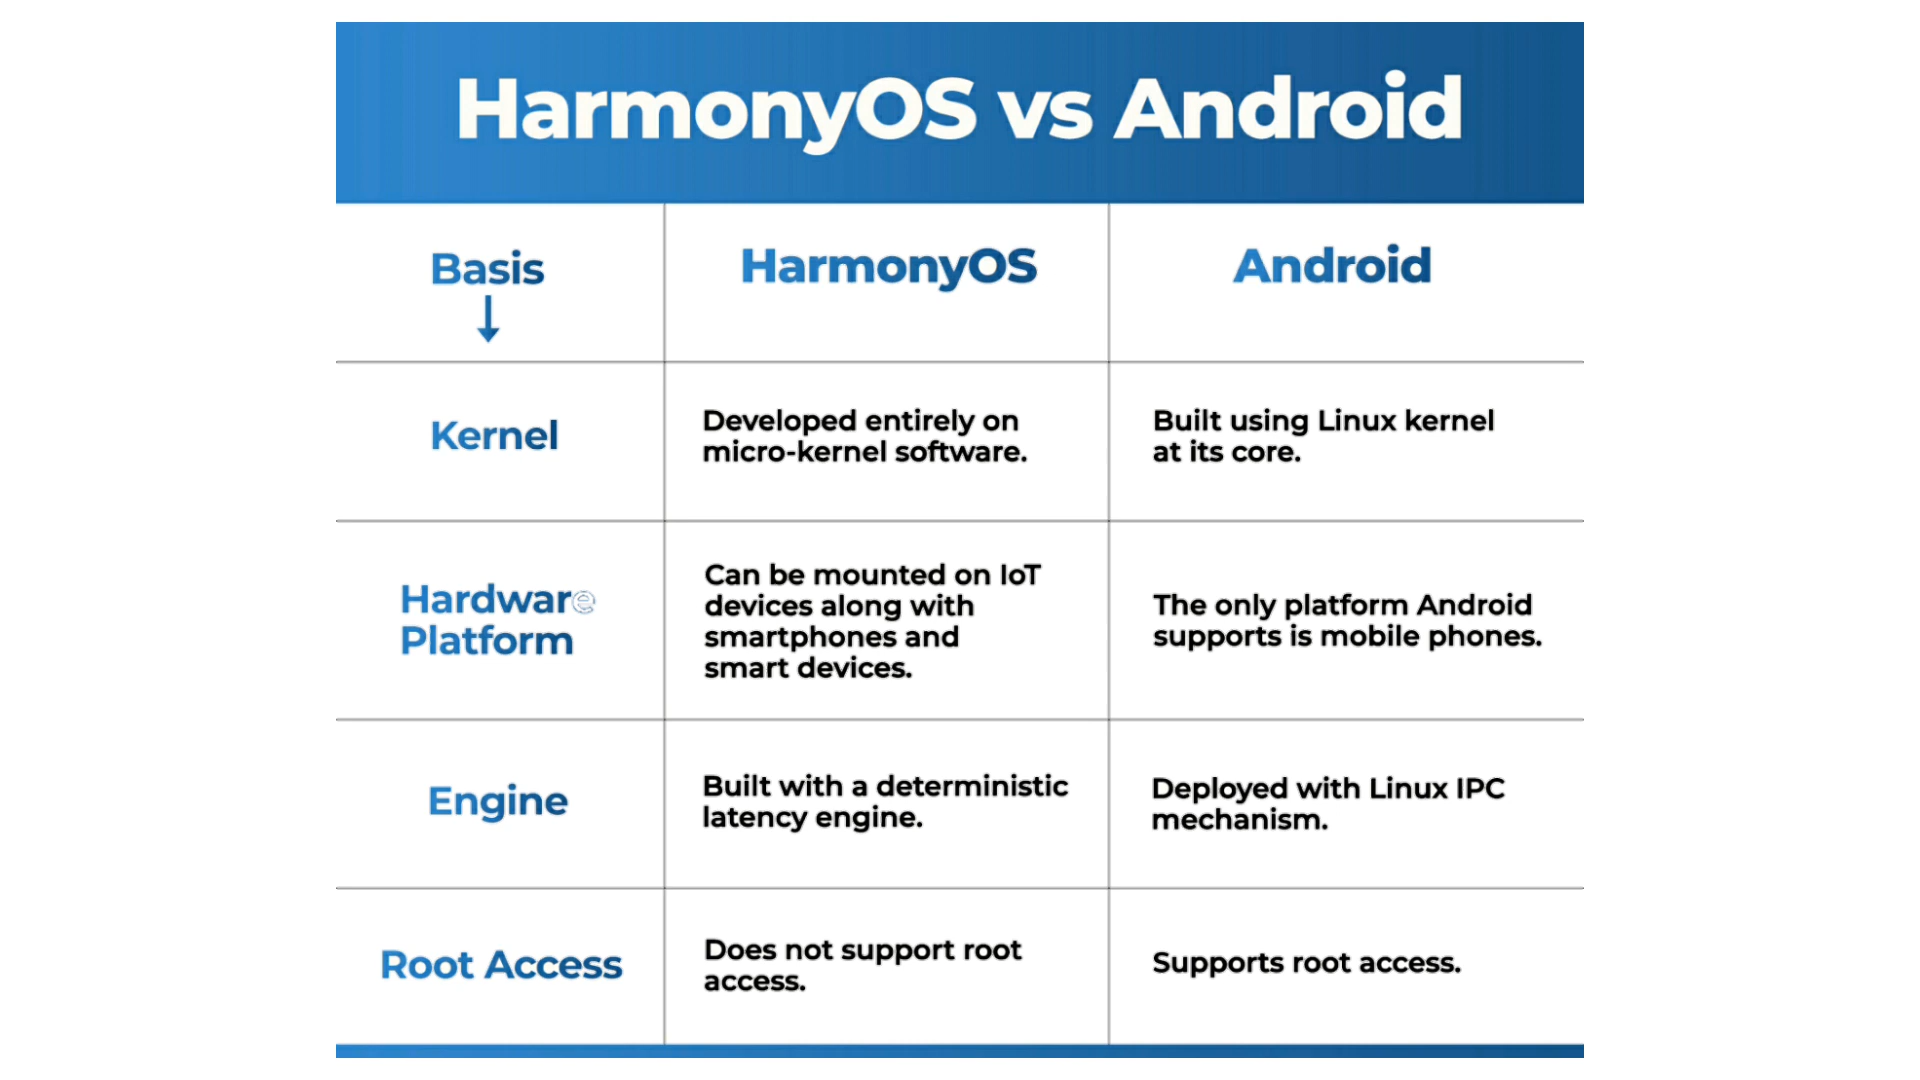 HarmonyOS vs Android
Basis
HarmonyOS
Android
Kernel
Developed entirely on
micro-kernel software.
Built using Linux kernel
at its core.
Hardware
Platform
Can be mounted on IoT
devices along with
smartphones and
smart devices.
The only platform Android
supports is mobile phones.
Engine
Built with a deterministic
latency engine.
Deployed with Linux IPC
mechanism.
Root Access
Does not support root
access.
Supports root access.